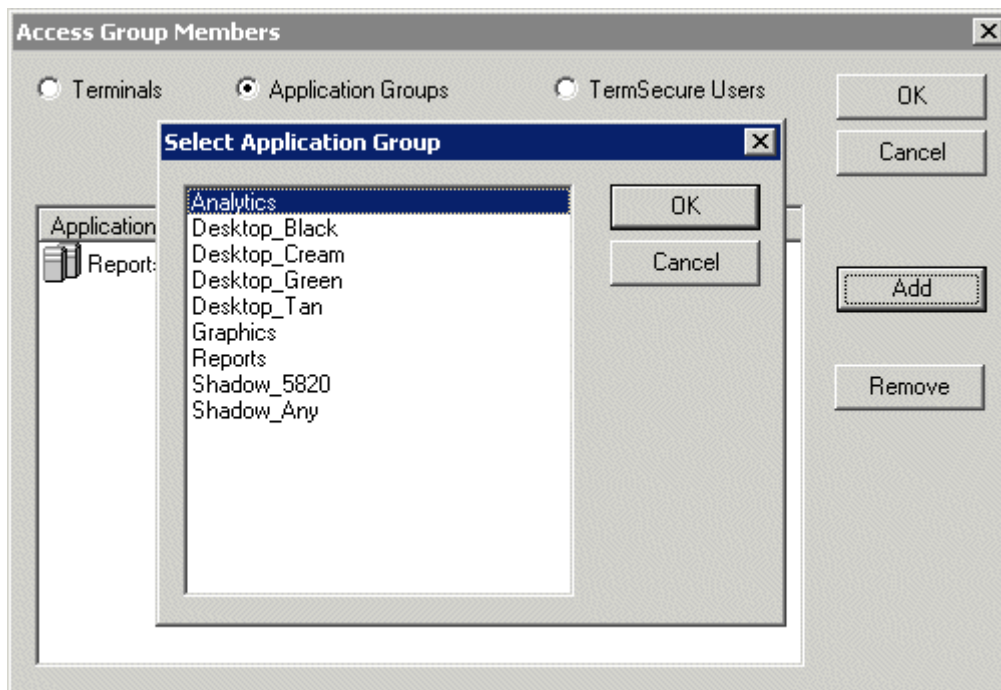 Access Group Members
Terminals
Application Groups
TermSecure Users
OK
Cancel
Select Application Group
Analytics
Desktop_Black
Desktop_Cream
Desktop_Green
Desktop_Tan
Graphics
Reports
Shadow_5820
Shadow_Any
OK
Cancel
Application
Report
Add
Remove